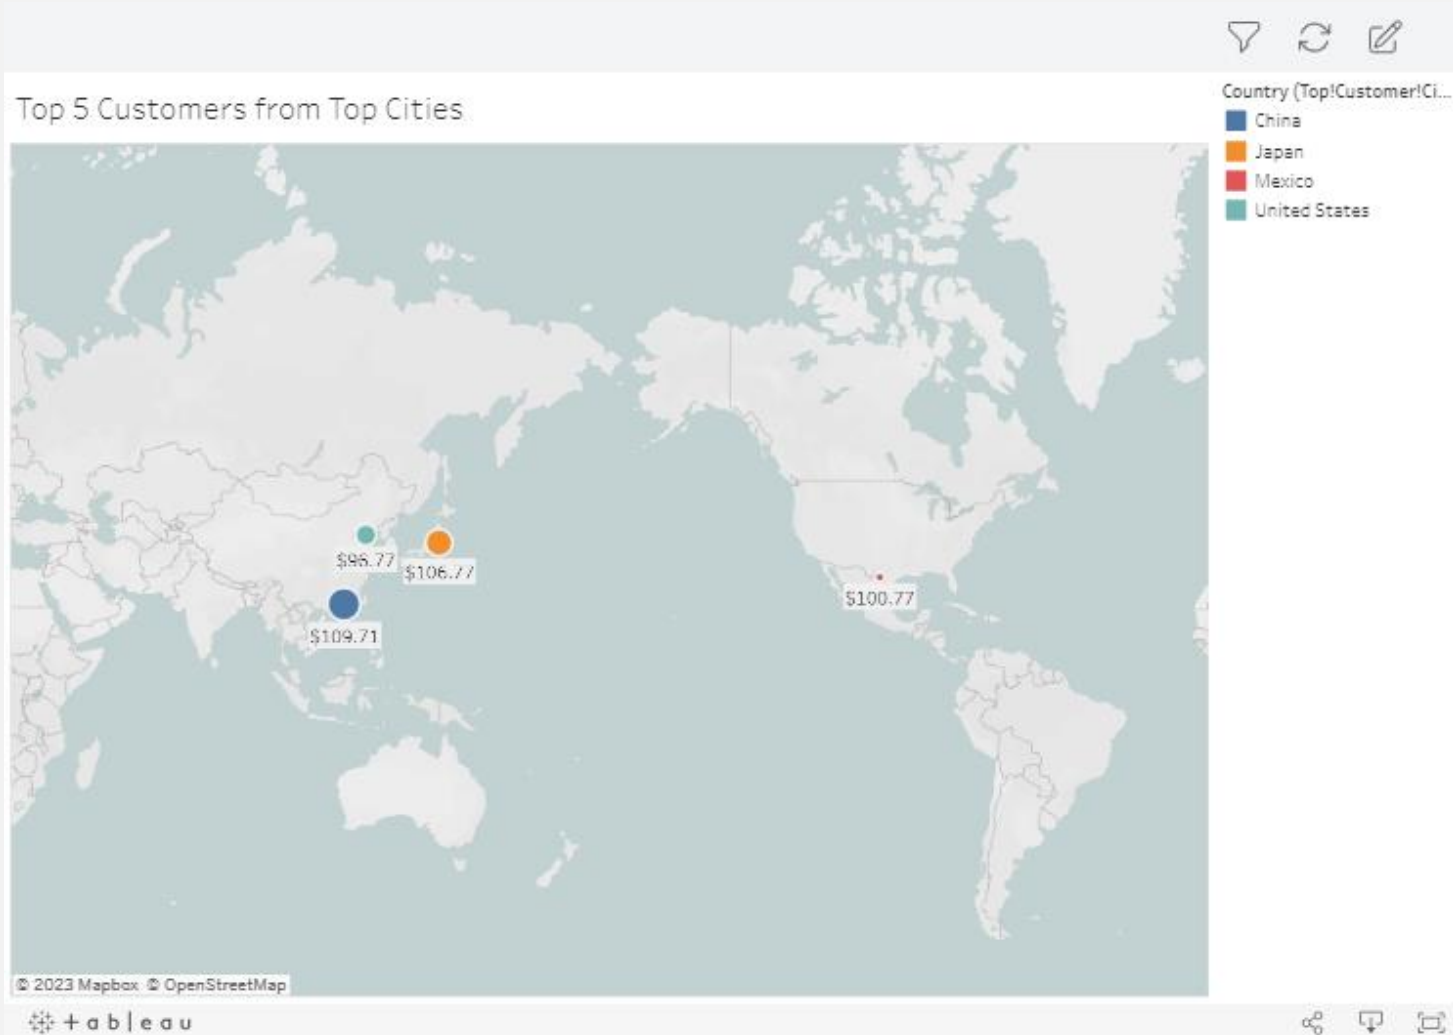 Top 5 Customers from Top Cities
Country (Top!Customer!Ci...
China
Japan
Mexico
United States
$96.77
$106.77
$100.77
$109.71
© 2023 Mapbox © OpenStreetMap
+ableau